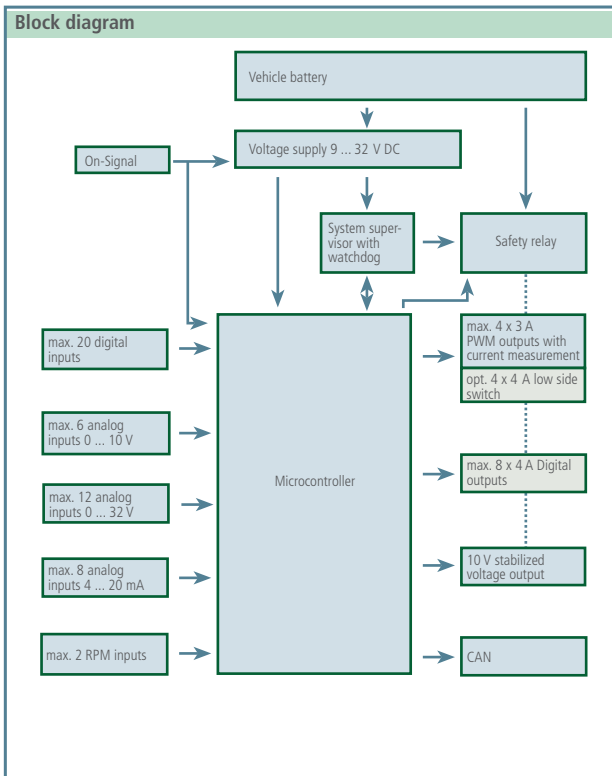 Block diagram
Vehicle battery
Voltage supply 9 ... 32 V DC
On-Signal
System super-
visor with
watchdog
Safety relay
max. 20 digital
inputs
max. 6 analog
inputs 0 ... 10 V
max. 12 analog
inputs 0 ... 32 V
max. 8 analog
inputs 4 ... 20 mA
max. 2 RPM inputs
Microcontroller
max. 4 x 3 A
PWM outputs with
current measurement
opt. 4 x 4 A low side
switch
max. 8 x 4 A Digital
outputs
10 V stabilized
voltage output
CAN